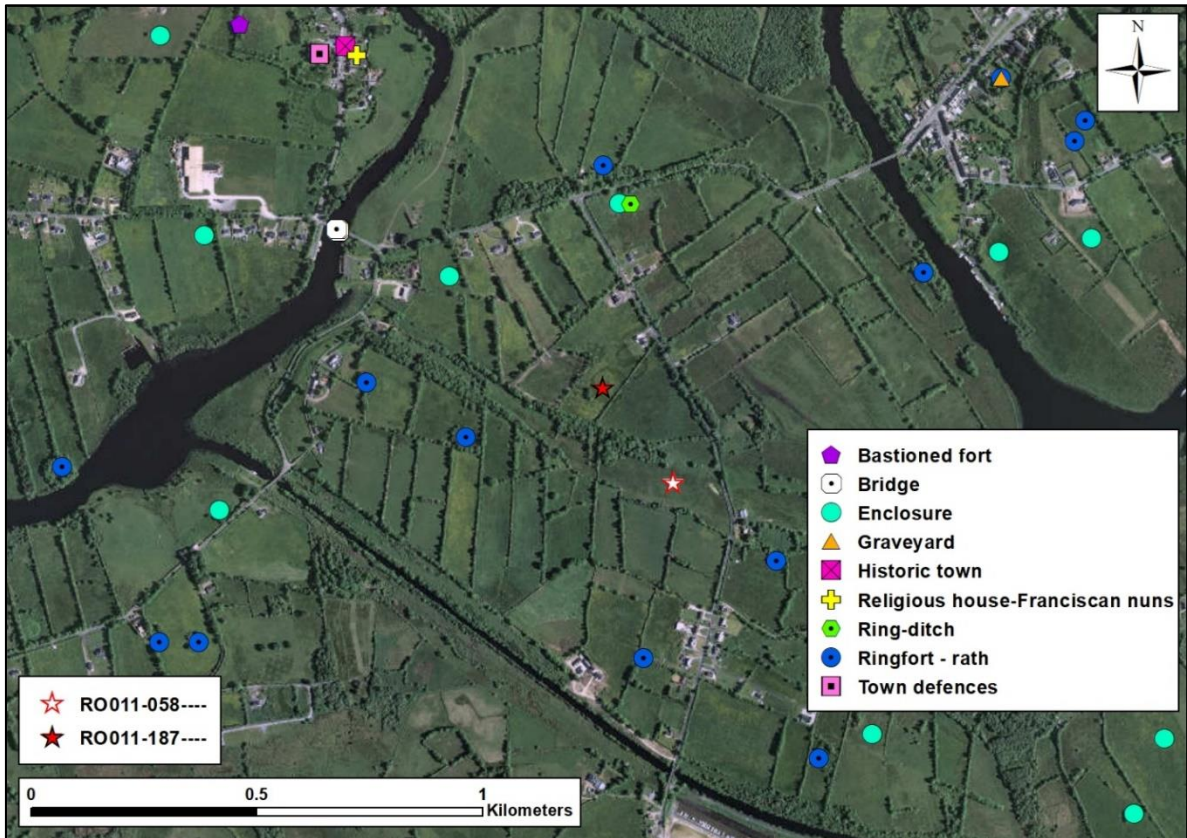 N
Bastioned fort
Bridge
Enclosure
Graveyard
Historic town
Religious house-Franciscan nuns
Ring-ditch
Ringfort - rath
Town defences
RO011-058----
RO011-187----
0 0.5 1
Kilometers